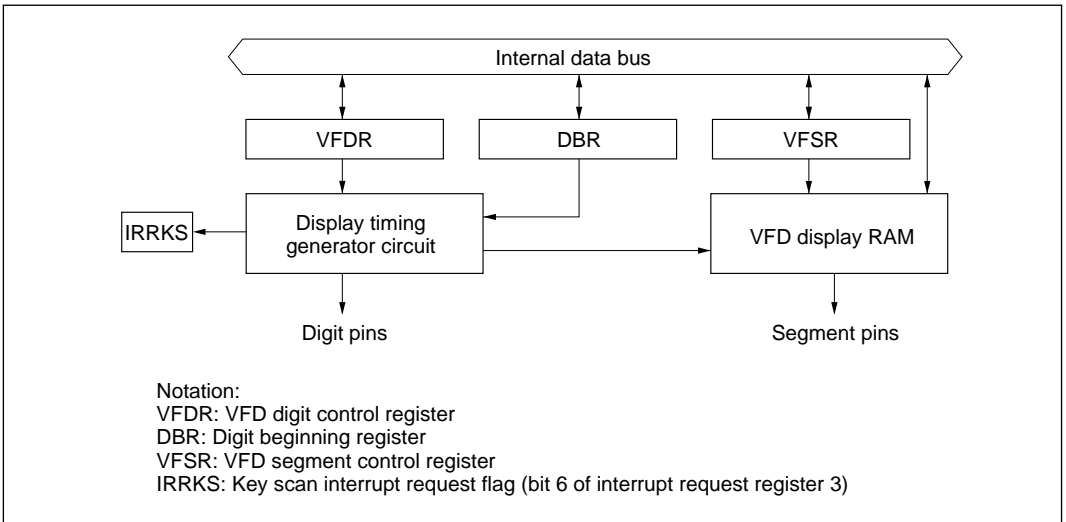 Internal data bus
VFDR
DBR
VFSR
IRRKS
Display timing
generator circuit
VFD display RAM
Digit pins
Segment pins
Notation:
VFDR: VFD digit control register
DBR: Digit beginning register
VFSR: VFD segment control register
IRRKS: Key scan interrupt request flag (bit 6 of interrupt request register 3)